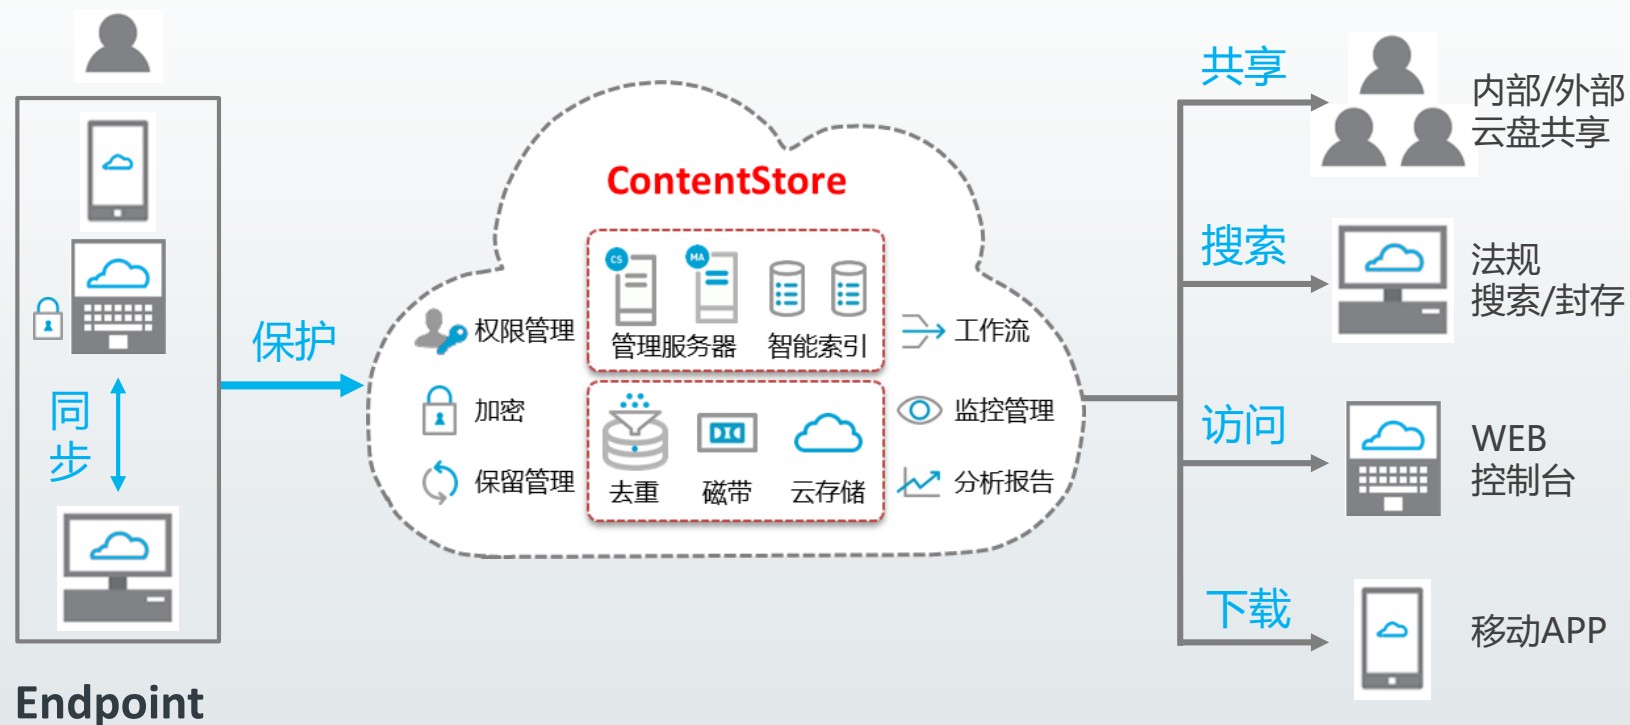 同
步
Endpoint
保护
ContentStore
CS
MA
管理服务器
智能索引
权限管理
加密
保留管理
去重
磁带
云存储
工作流
监控管理
分析报告
共享
内部/外部
云盘共享
搜索
法规
搜索/封存
访问
WEB
控制台
下载
移动APP